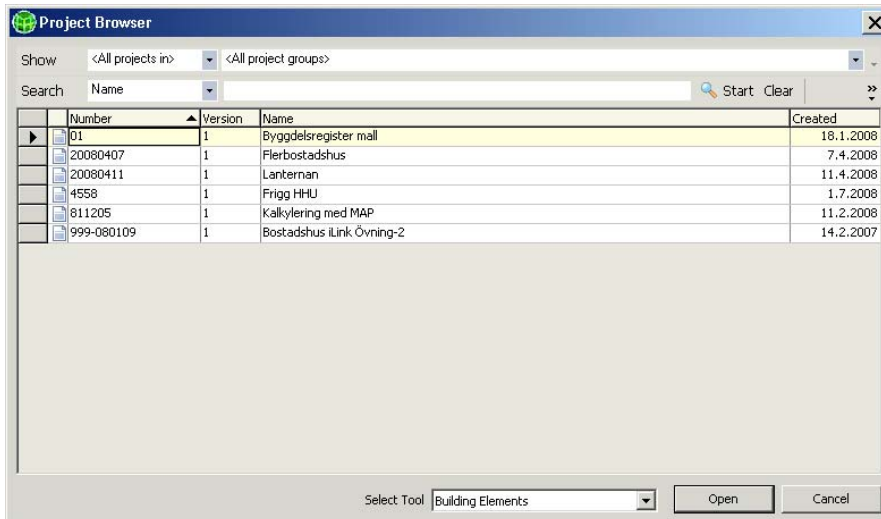 Project Browser
Show <All projects in> <All project groups>
Search Name Start Clear
Number Version Name Created
01 1 Byggdelsregister mall 18.1.2008
20080407 1 Flerbostadshus 7.4.2008
20080411 1 Lanternan 11.4.2008
4558 1 Frigg HHU 1.7.2008
811205 1 Kalkylering med MAP 11.2.2008
999-080109 1 Bostadshus iLink Övning-2 14.2.2007
Select Tool Building Elements Open Cancel